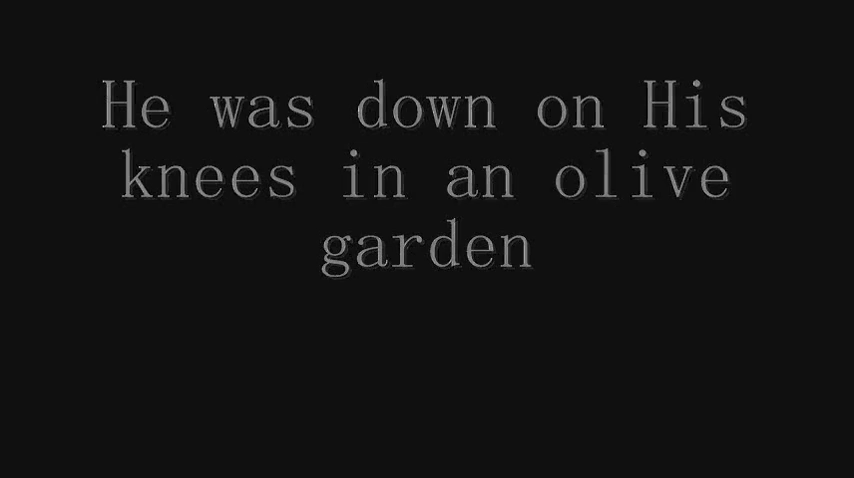 He was down on His
knees in an olive
garden